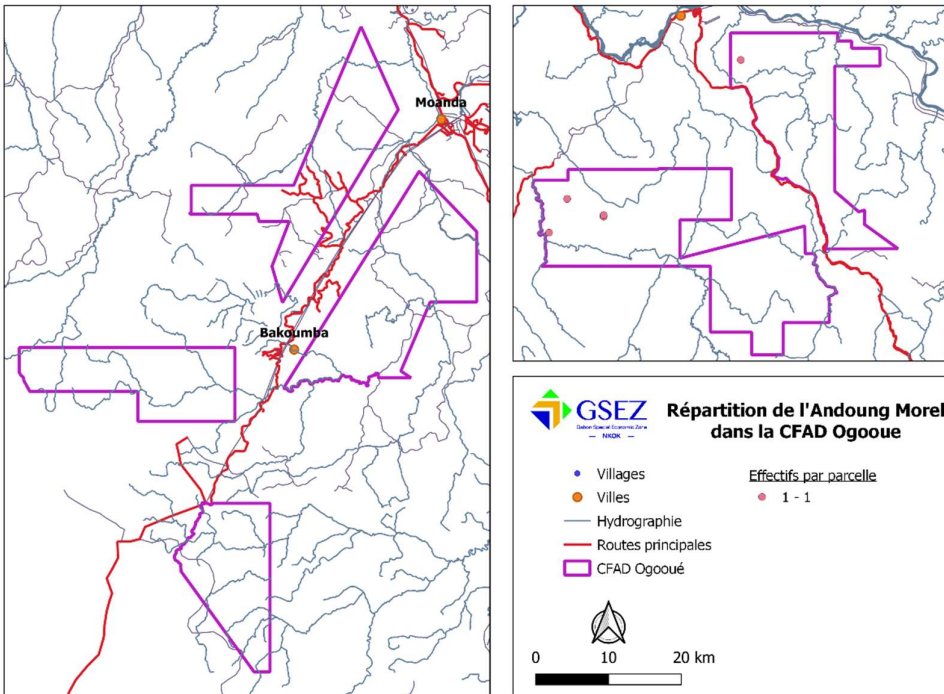 Moanda
Bakoumba
GSEZ
Gabon Special Economic Zone
— NKOK —
Répartition de l'Andoung Morel
dans la CFAD Ogooue
Villages
Villes
Hydrographie
Routes principales
CFAD Ogooué
Effectifs par parcelle
1 - 1
0 10 20 km